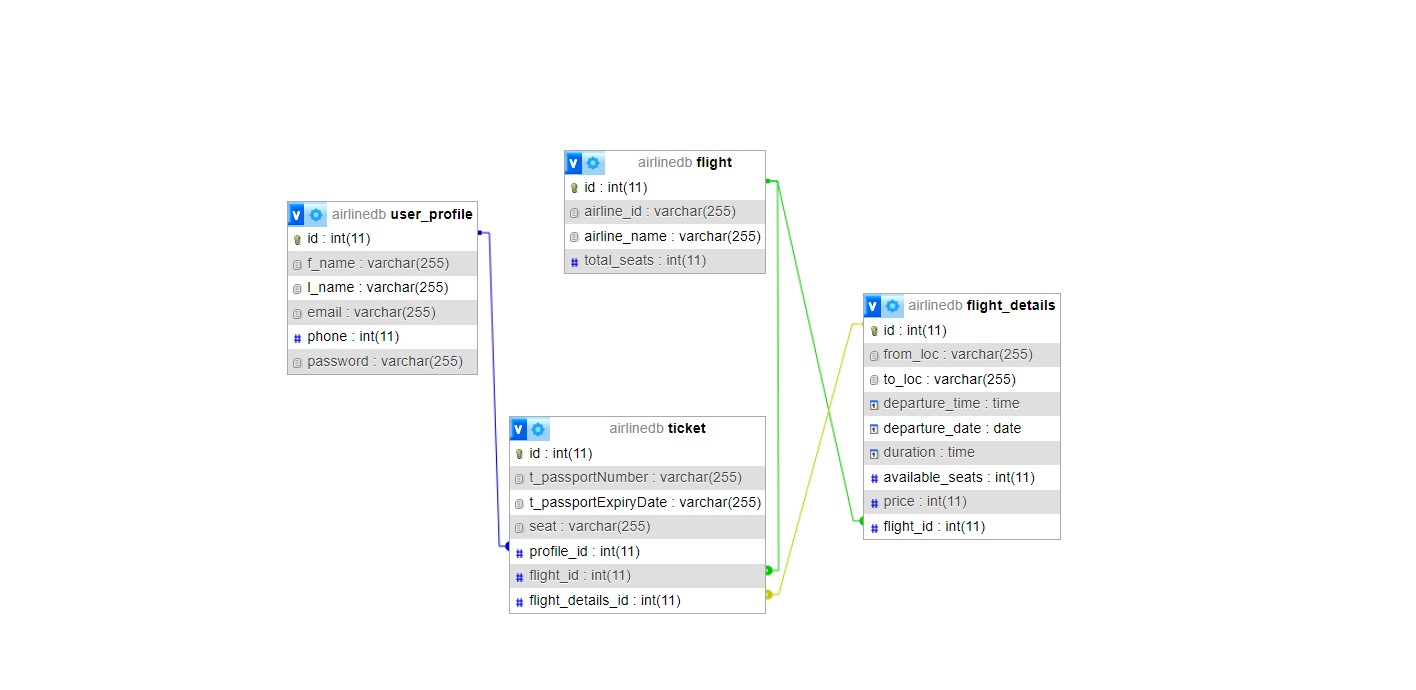 v airlinedb flight
id : int(11)
airline_id : varchar(255)
airline_name : varchar(255)
# total_seats : int(11)
v airlinedb user_profile
id : int(11)
f_name : varchar(255)
l_name : varchar(255)
email : varchar(255)
# phone : int(11)
password : varchar(255)
v airlinedb flight_details
id : int(11)
from_loc : varchar(255)
to_loc : varchar(255)
departure_time : time
departure_date : date
duration : time
# available_seats : int(11)
# price : int(11)
# flight_id : int(11)
v airlinedb ticket
id : int(11)
t_passportNumber : varchar(255)
t_passportExpiryDate : varchar(255)
seat : varchar(255)
# profile_id : int(11)
# flight_id : int(11)
# flight_details_id : int(11)